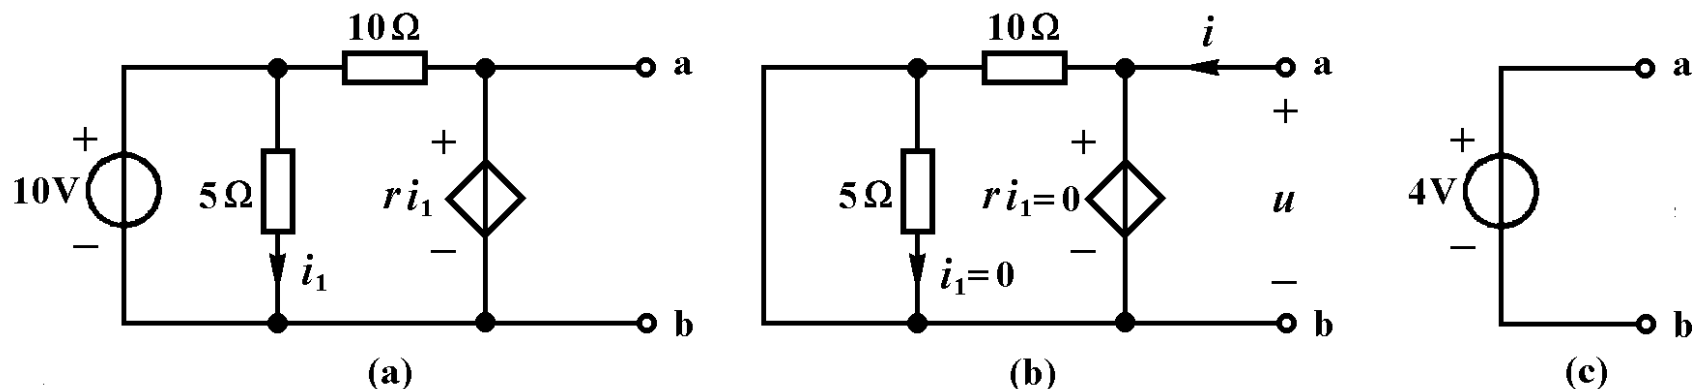 10Ω
a
+
10V
−
5Ω
i₁
+
ri₁
−
b
(a)
10Ω
i
a
+
5Ω
i₁=0
+
ri₁=0
−
u
−
b
(b)
a
+
4V
−
b
(c)